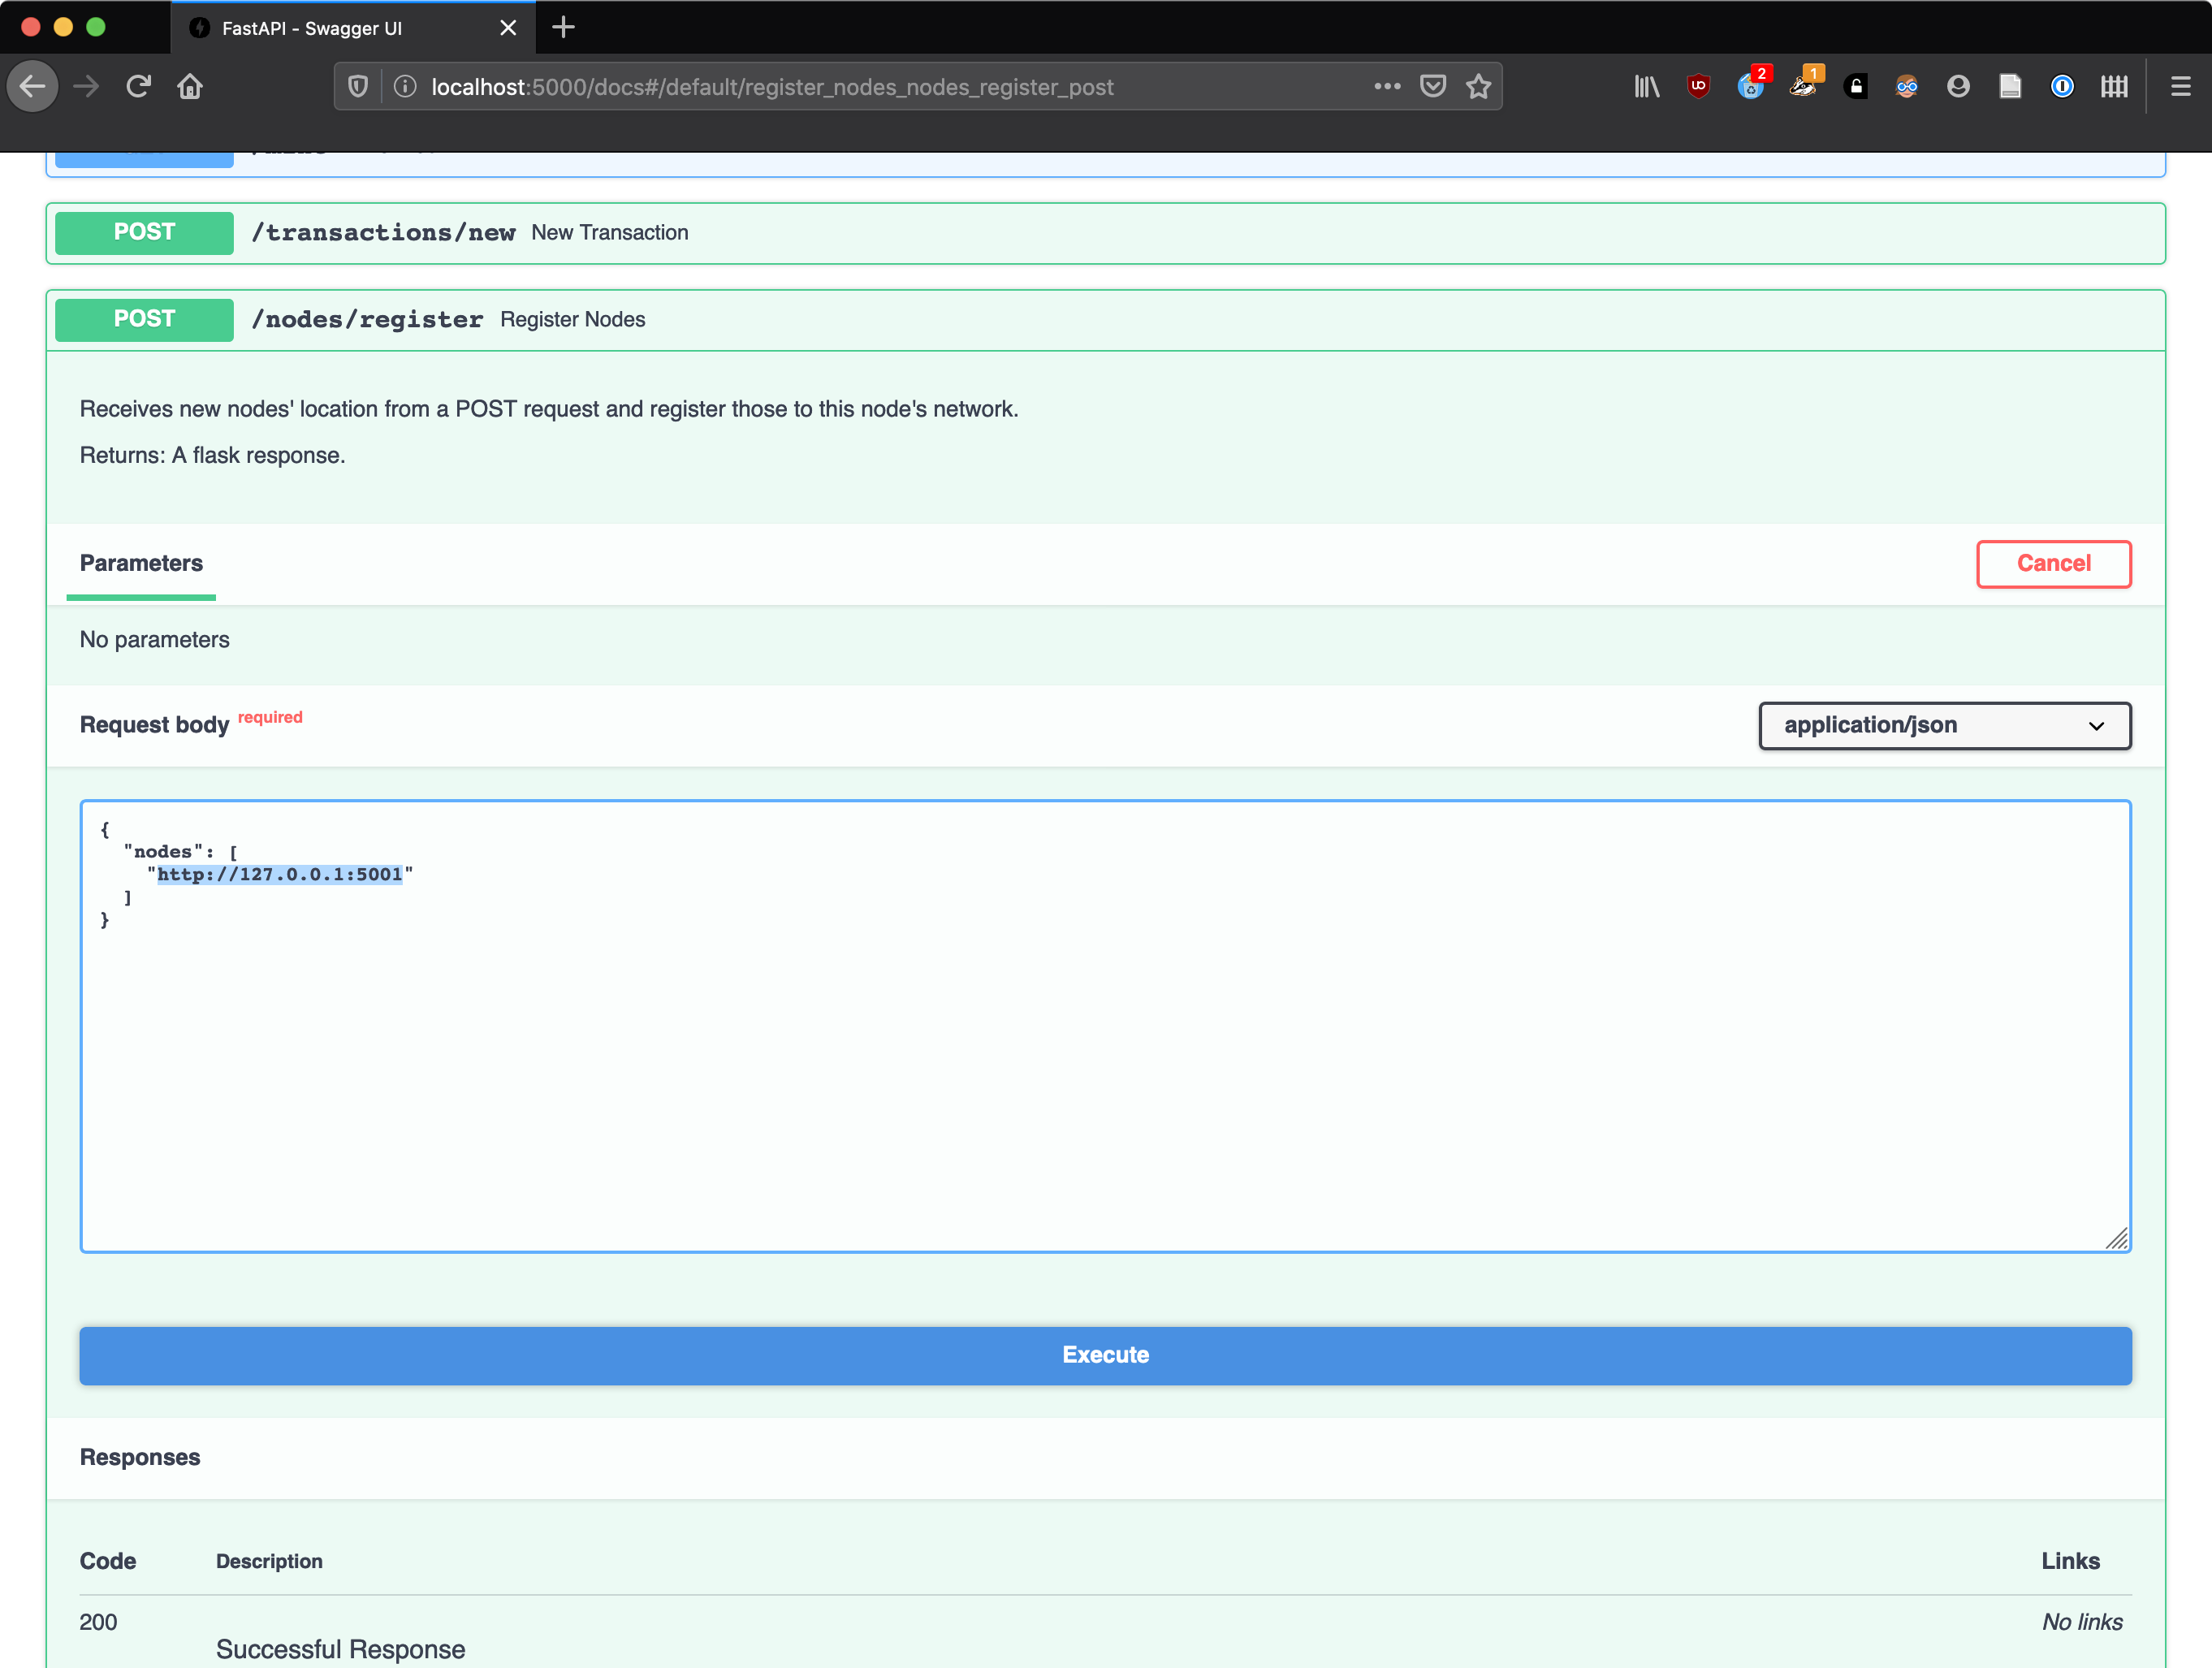 FastAPI - Swagger UI
localhost:5000/docs#/default/register_nodes_nodes_register_post
2
1
POST /transactions/new New Transaction
POST /nodes/register Register Nodes
Receives new nodes' location from a POST request and register those to this node's network.
Returns: A flask response.
Parameters
Cancel
No parameters
Request body required
application/json
{
"nodes": [
"http://127.0.0.1:5001"
]
}
Execute
Responses
Code Description Links
200 No links
Successful Response